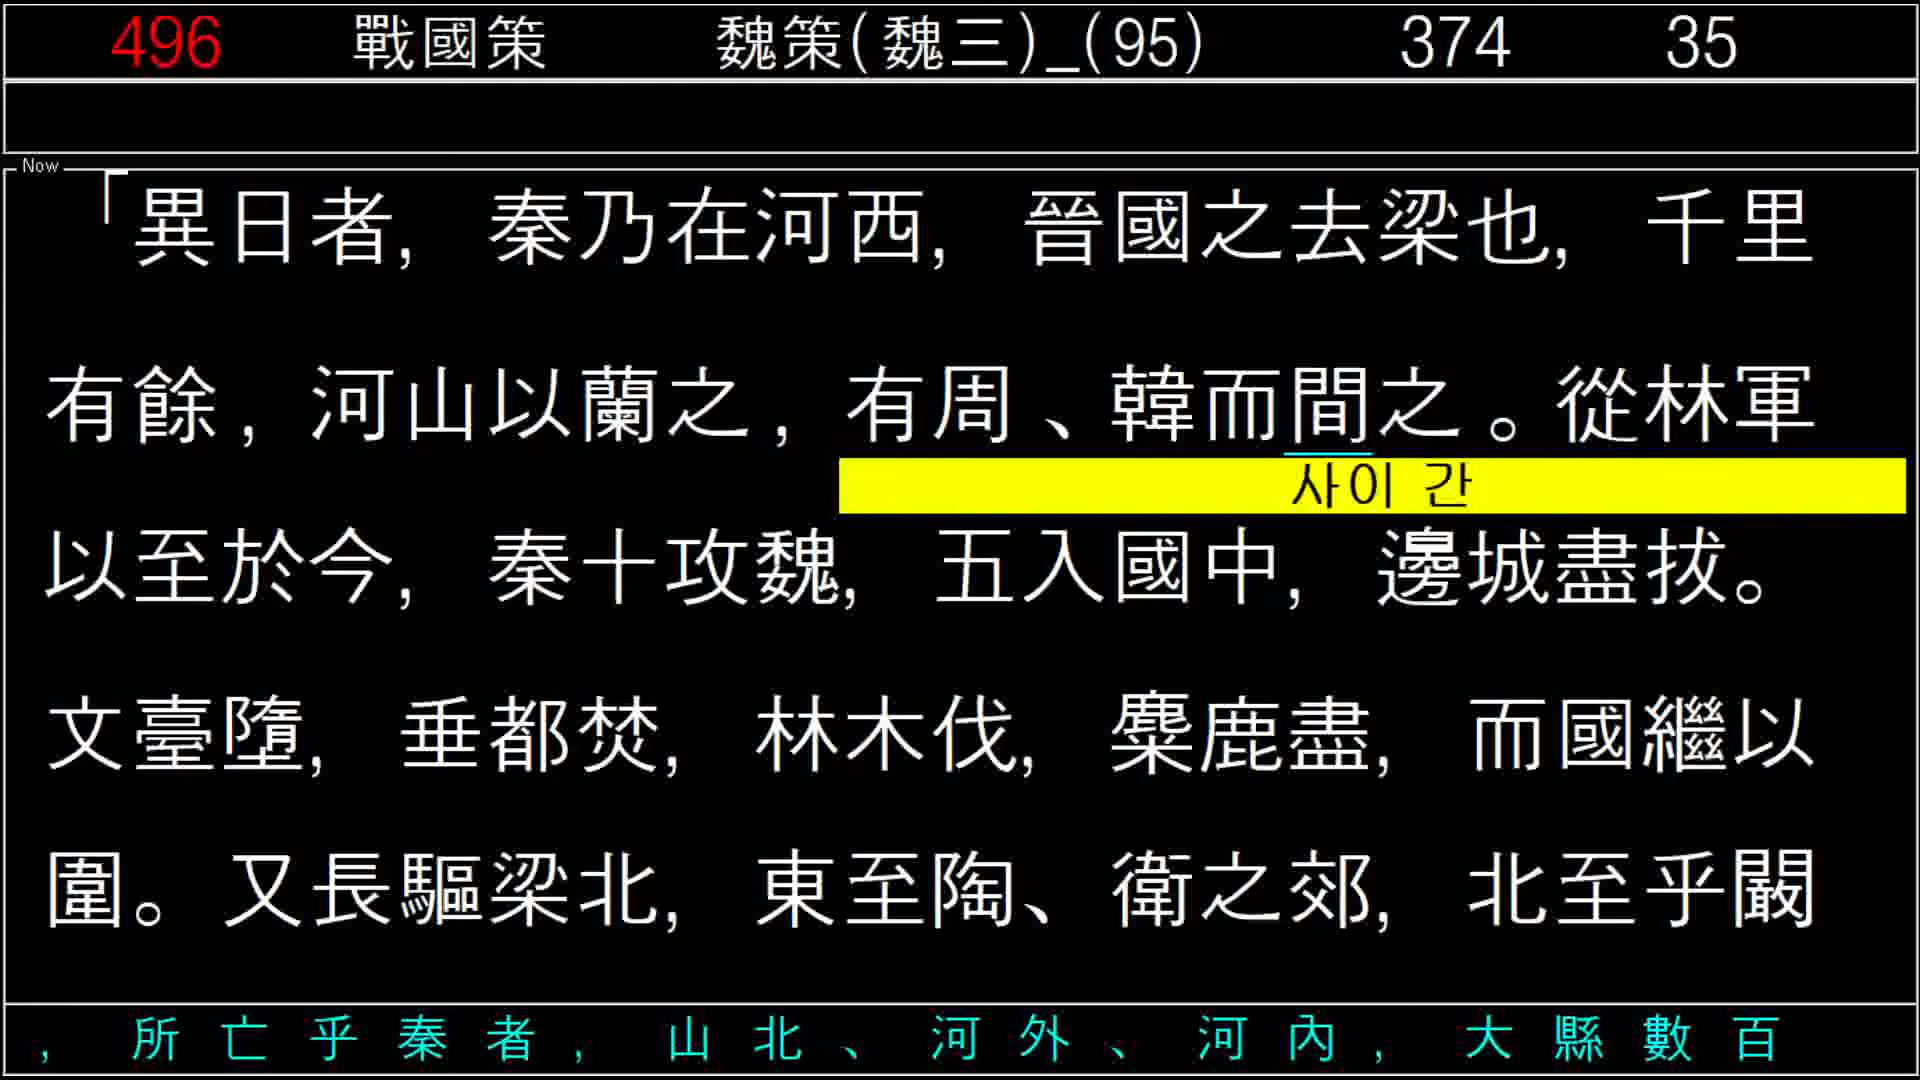 496 戰國策 魏策(魏三)_(95) 374 35
Now
「異日者, 秦乃在河西, 晉國之去梁也, 千里
有餘, 河山以蘭之, 有周、韓而間之。從林軍
사이 간
以至於今, 秦十攻魏, 五入國中, 邊城盡拔。
文臺墮, 垂都焚, 林木伐, 麋鹿盡, 而國繼以
圍。又長驅梁北, 東至陶、衛之郊, 北至乎闞
, 所亡乎秦者, 山北、河外、河內, 大縣數百